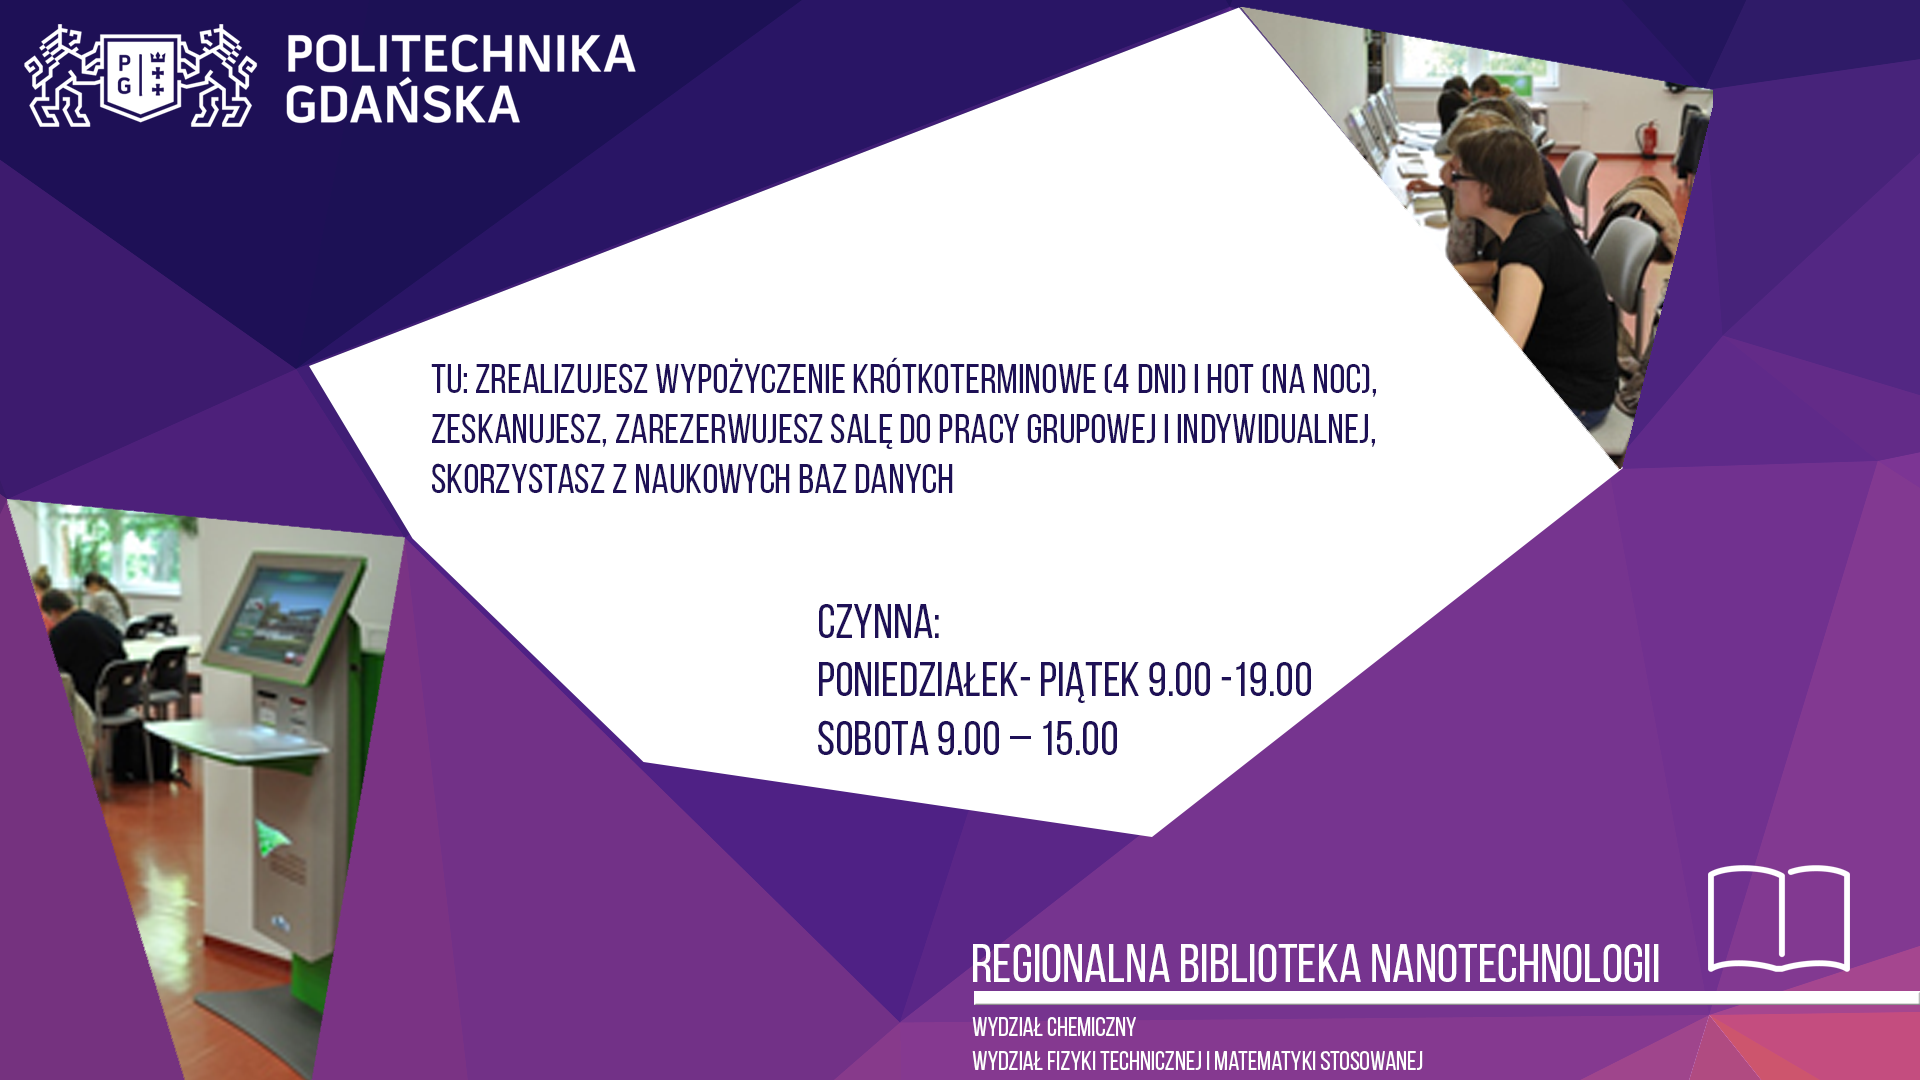 P G
POLITECHNIKA
GDAŃSKA
TU: ZREALIZUJESZ WYPOŻYCZENIE KRÓTKOTERMINOWE (4 DNI) I HOT (NA NOC),
ZESKANUJESZ, ZAREZERWUJESZ SALĘ DO PRACY GRUPOWEJ I INDYWIDUALNEJ,
SKORZYSTASZ Z NAUKOWYCH BAZ DANYCH
CZYNNA:
PONIEDZIAŁEK- PIĄTEK 9.00 -19.00
SOBOTA 9.00 – 15.00
REGIONALNA BIBLIOTEKA NANOTECHNOLOGII
WYDZIAŁ CHEMICZNY
WYDZIAŁ FIZYKI TECHNICZNEJ I MATEMATYKI STOSOWANEJ